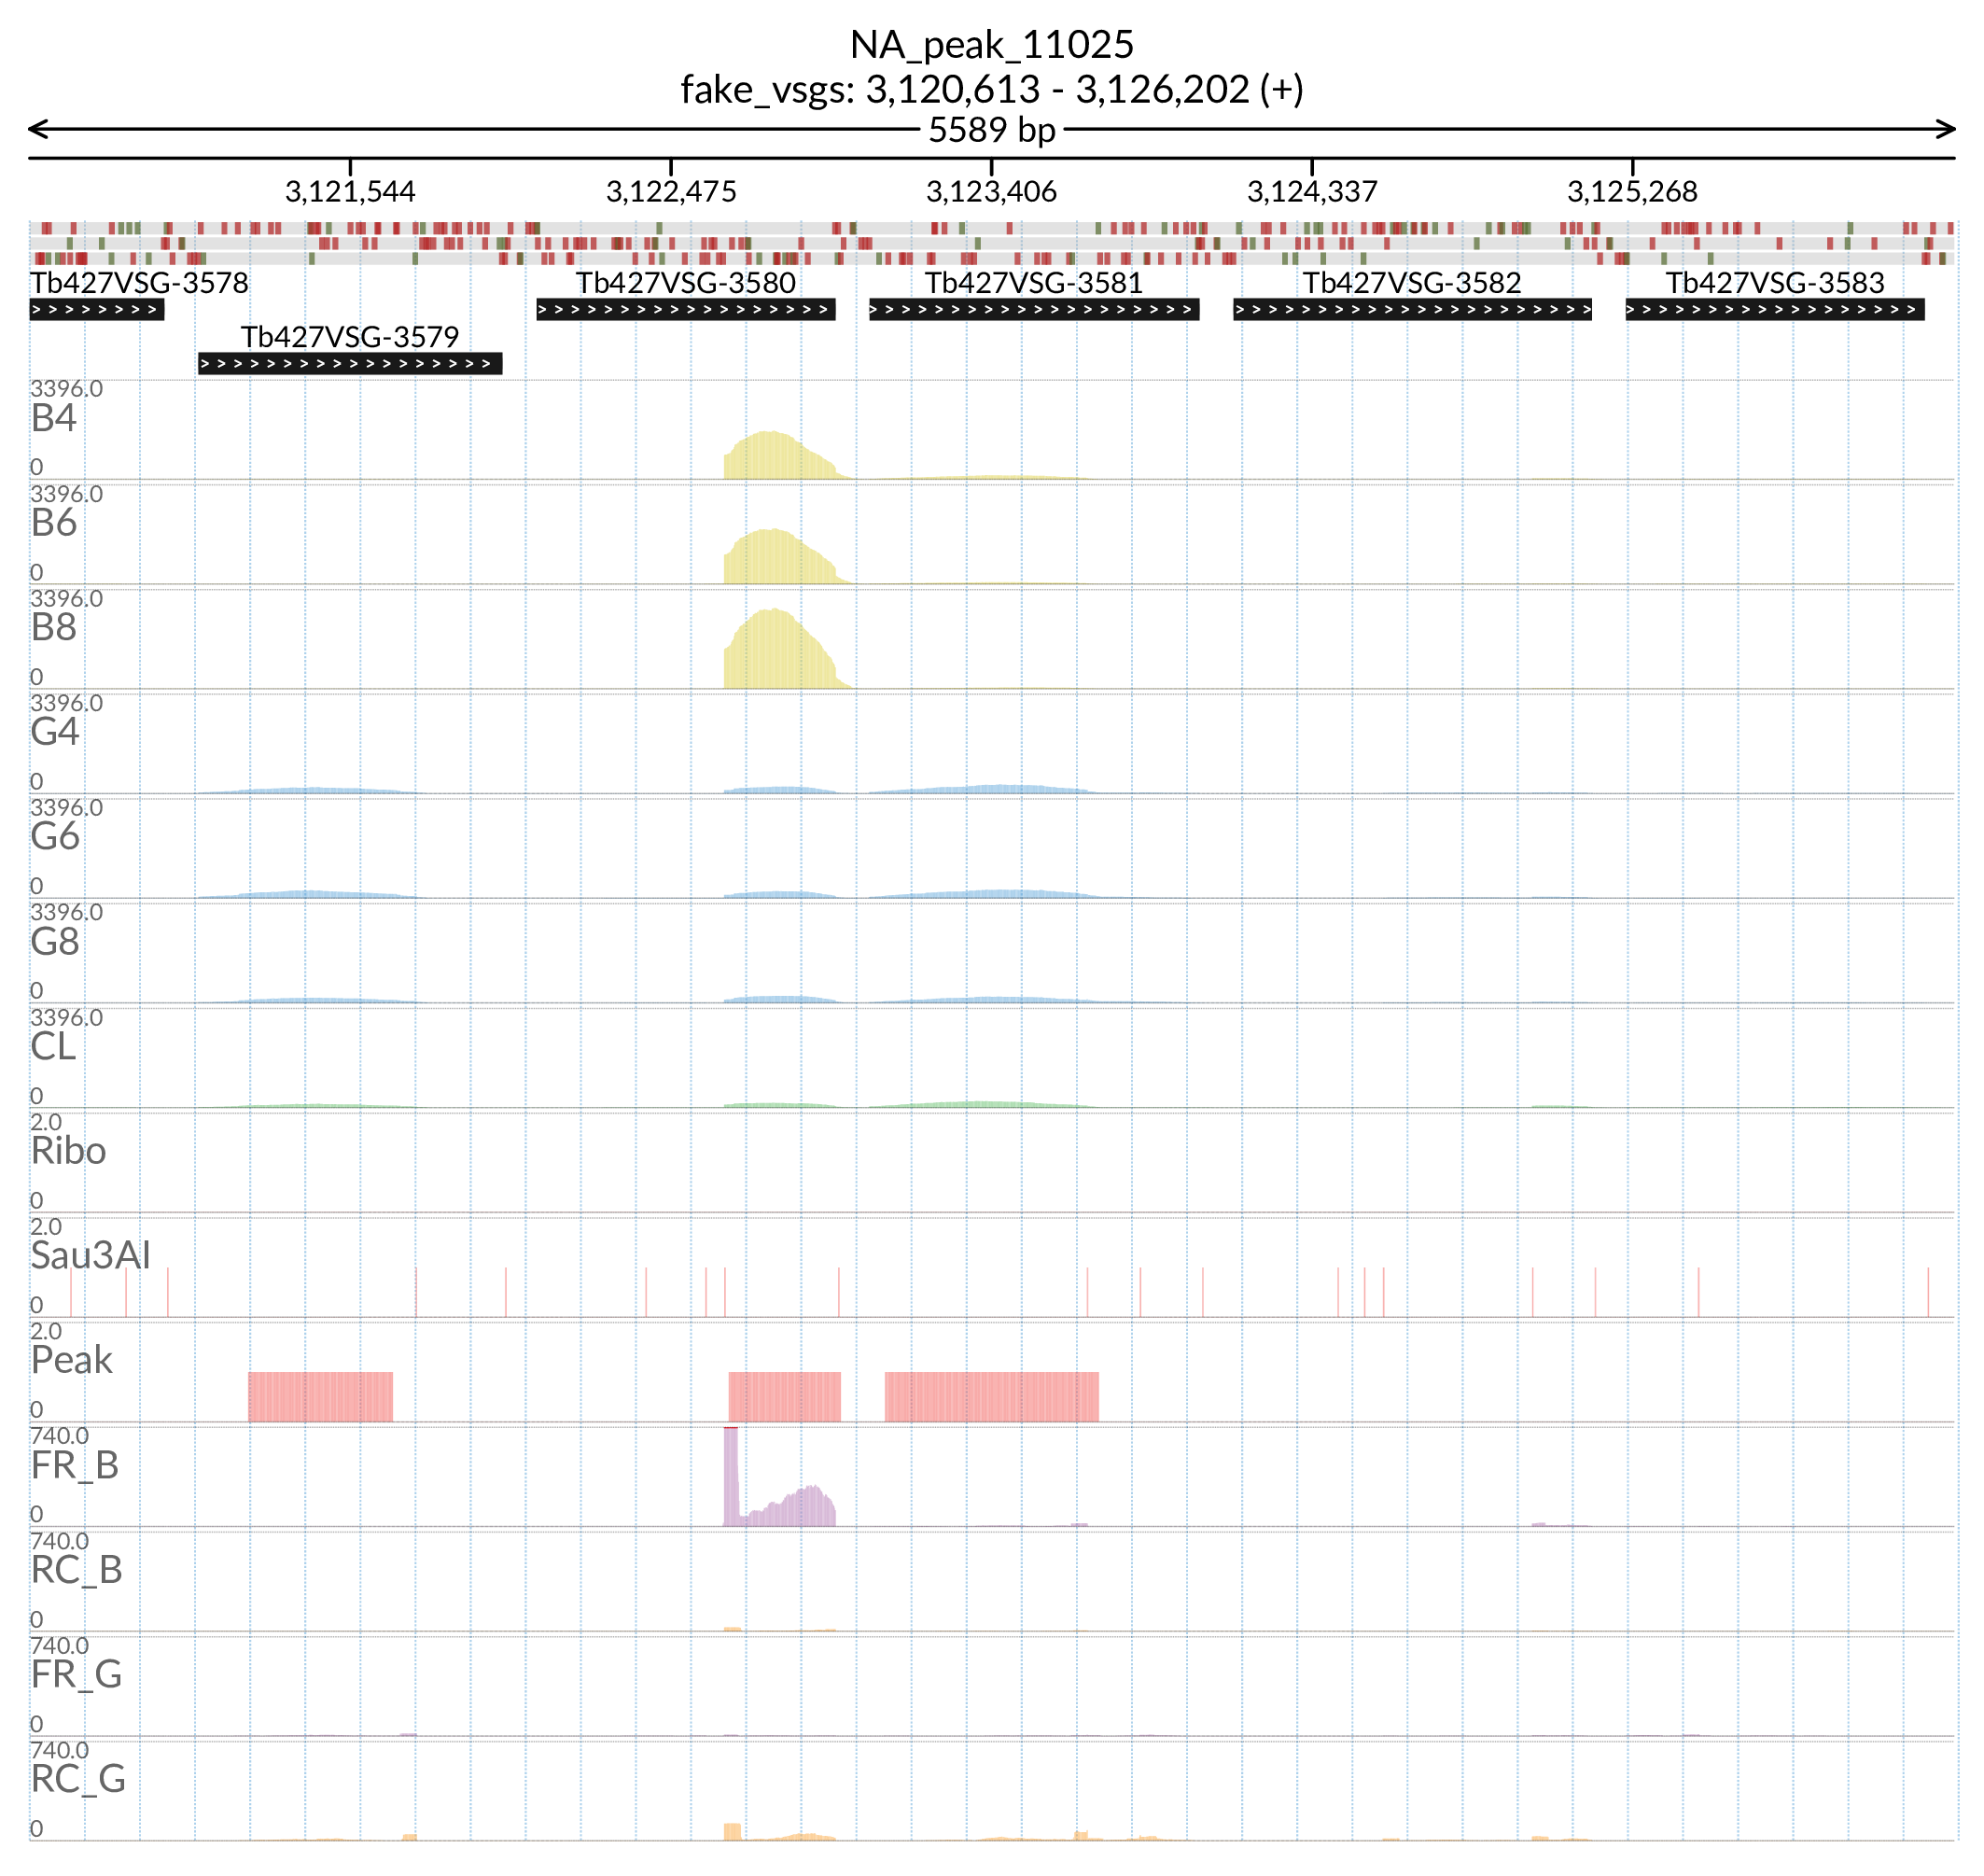 NA_peak_11025
fake_vsgs: 3,120,613 - 3,126,202 (+)
5589 bp
3,121,544 3,122,475 3,123,406 3,124,337 3,125,268
Tb427VSG-3578 Tb427VSG-3580 Tb427VSG-3581 Tb427VSG-3582 Tb427VSG-3583
Tb427VSG-3579
3396.0
B4
0
3396.0
B6
0
3396.0
B8
0
3396.0
G4
0
3396.0
G6
0
3396.0
G8
0
3396.0
CL
0
2.0
Ribo
0
2.0
Sau3AI
0
2.0
Peak
0
740.0
FR_B
0
740.0
RC_B
0
740.0
FR_G
0
740.0
RC_G
0